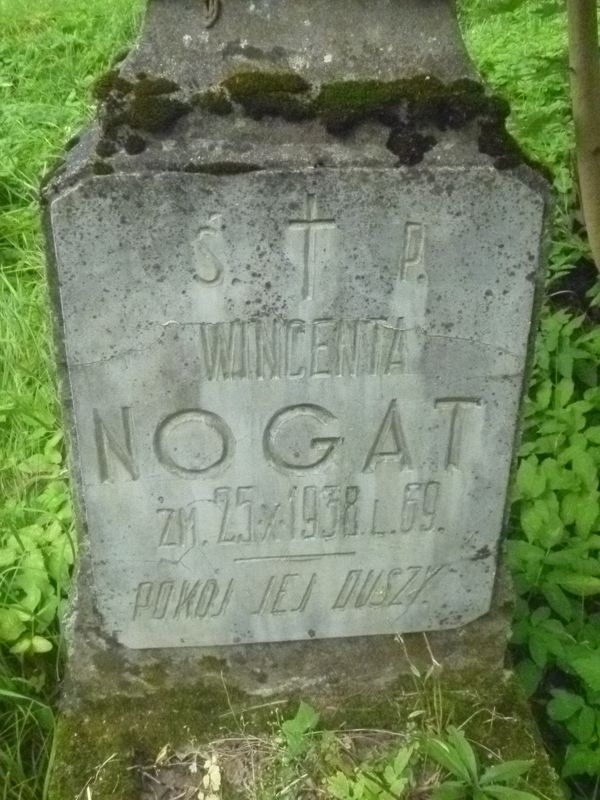 Ś P.
WINCENTA
NOGAT
ZM. 25 X 1938. L. 69.
POKÓJ JEJ DUSZY